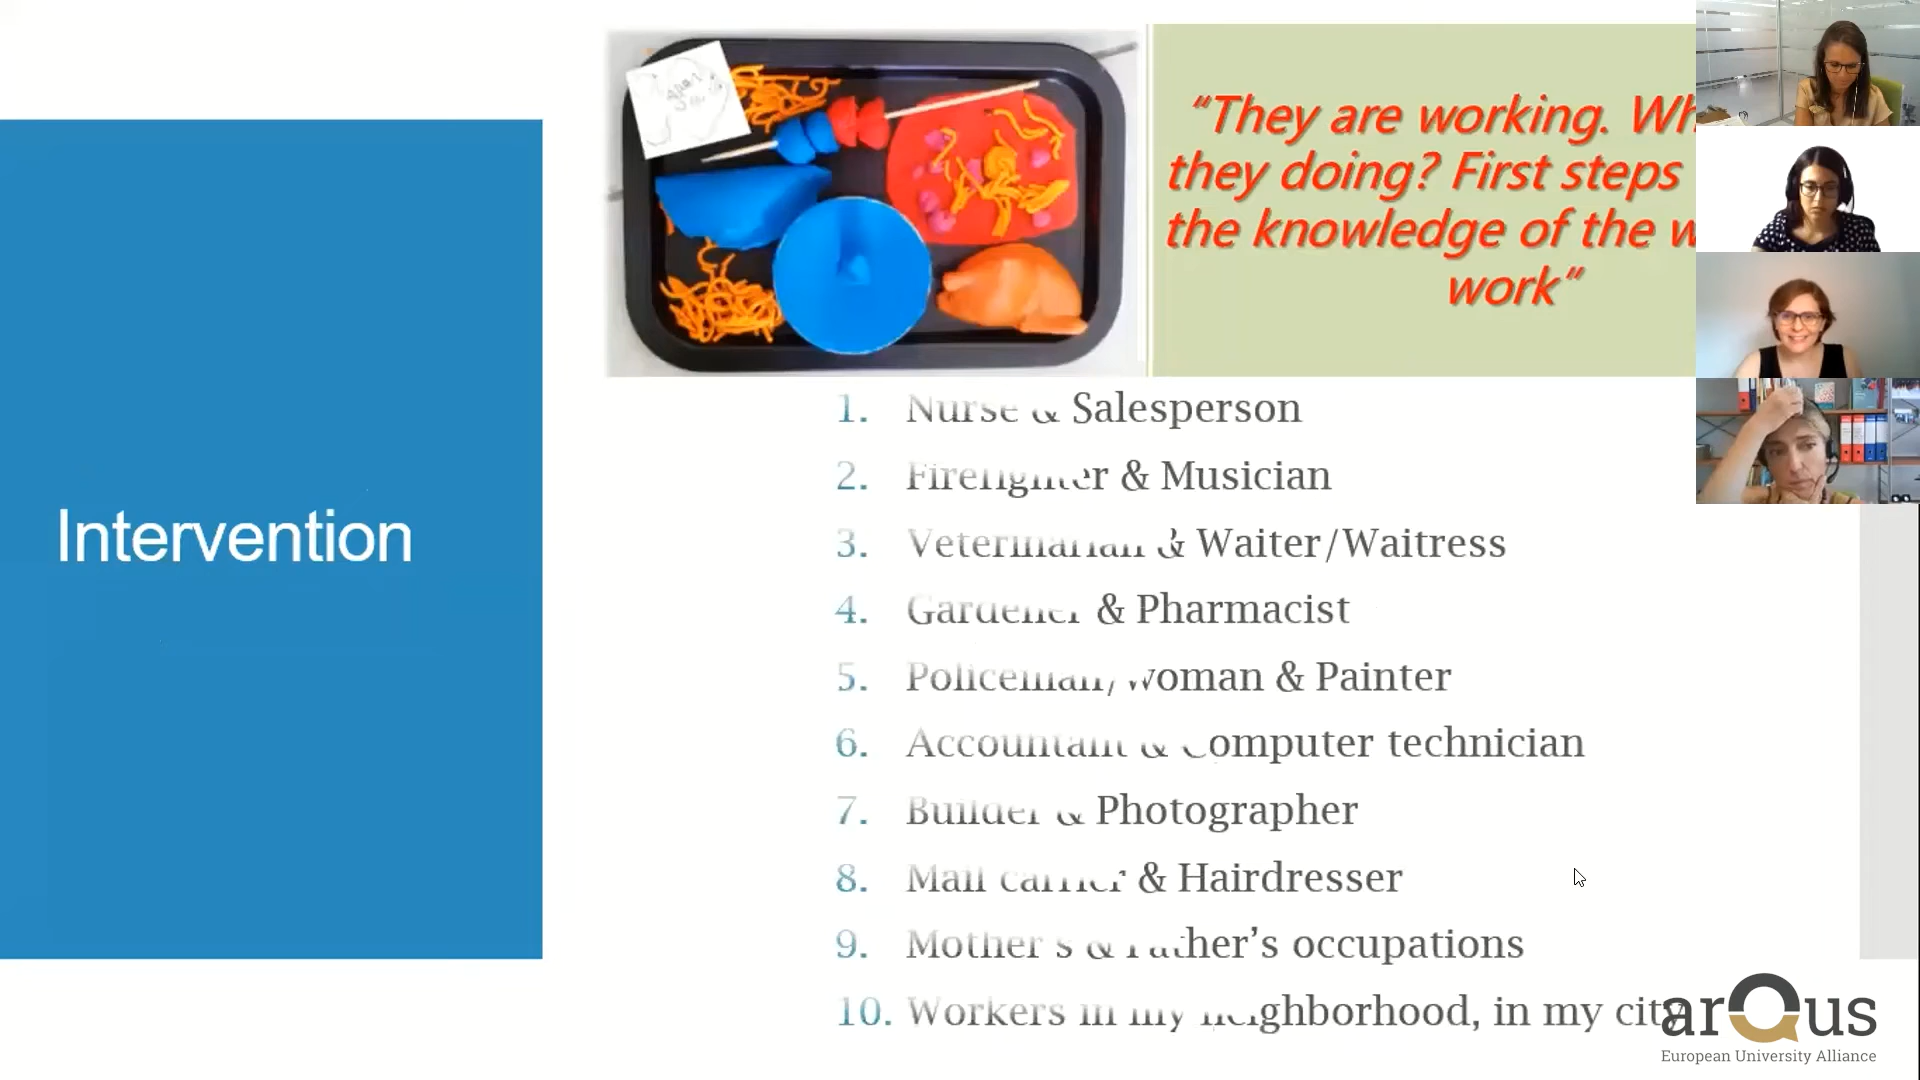 "They are working. Wh
they doing? First steps
the knowledge of the w
work"
Intervention
1. Nurse & Salesperson
2. Firefighter & Musician
3. Veterinarian & Waiter/Waitress
4. Gardener & Pharmacist
5. Policeman/woman & Painter
6. Accountant & Computer technician
7. Builder & Photographer
8. Mail carrier & Hairdresser
9. Mother's & Father's occupations
10. Workers in my neighborhood, in my city
arQus
European University Alliance